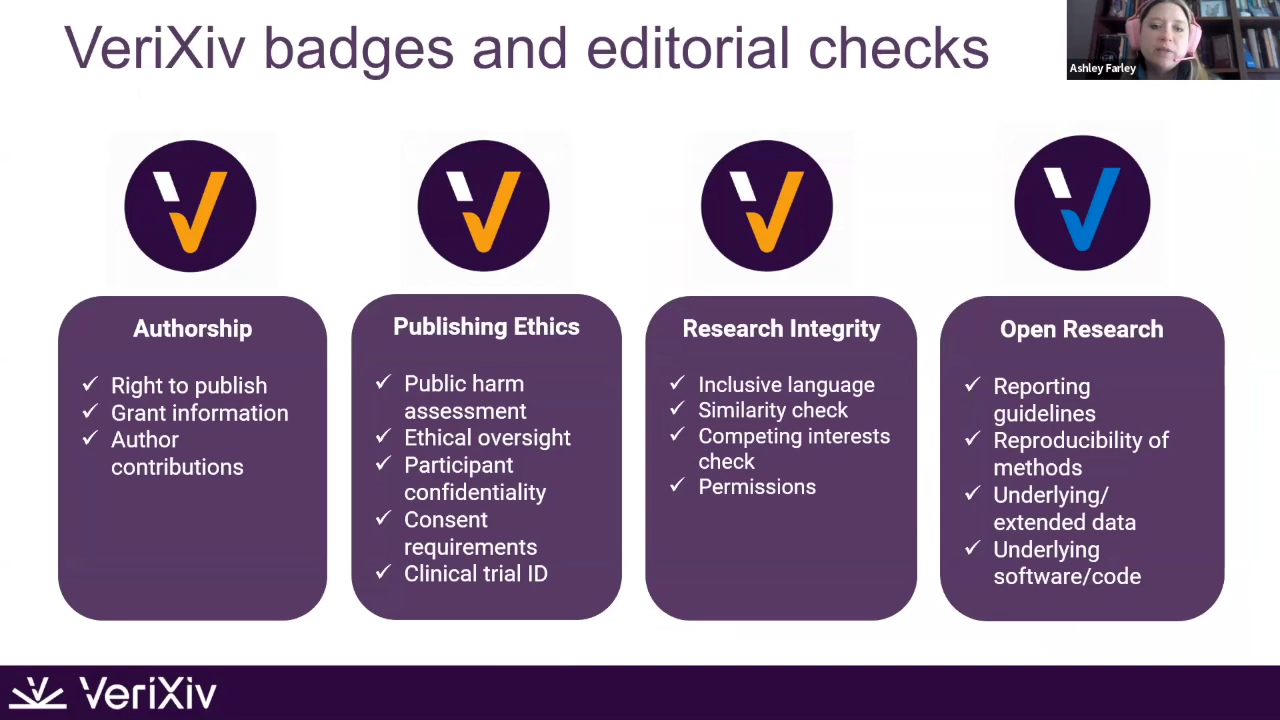 VeriXiv badges and editorial checks
Ashley Farley
Authorship
Right to publish
Grant information
Author
contributions
Publishing Ethics
Public harm
assessment
Ethical oversight
Participant
confidentiality
Consent
requirements
Clinical trial ID
Research Integrity
Inclusive language
Similarity check
Competing interests
check
Permissions
Open Research
Reporting
guidelines
Reproducibility of
methods
Underlying/
extended data
Underlying
software/code
VeriXiv